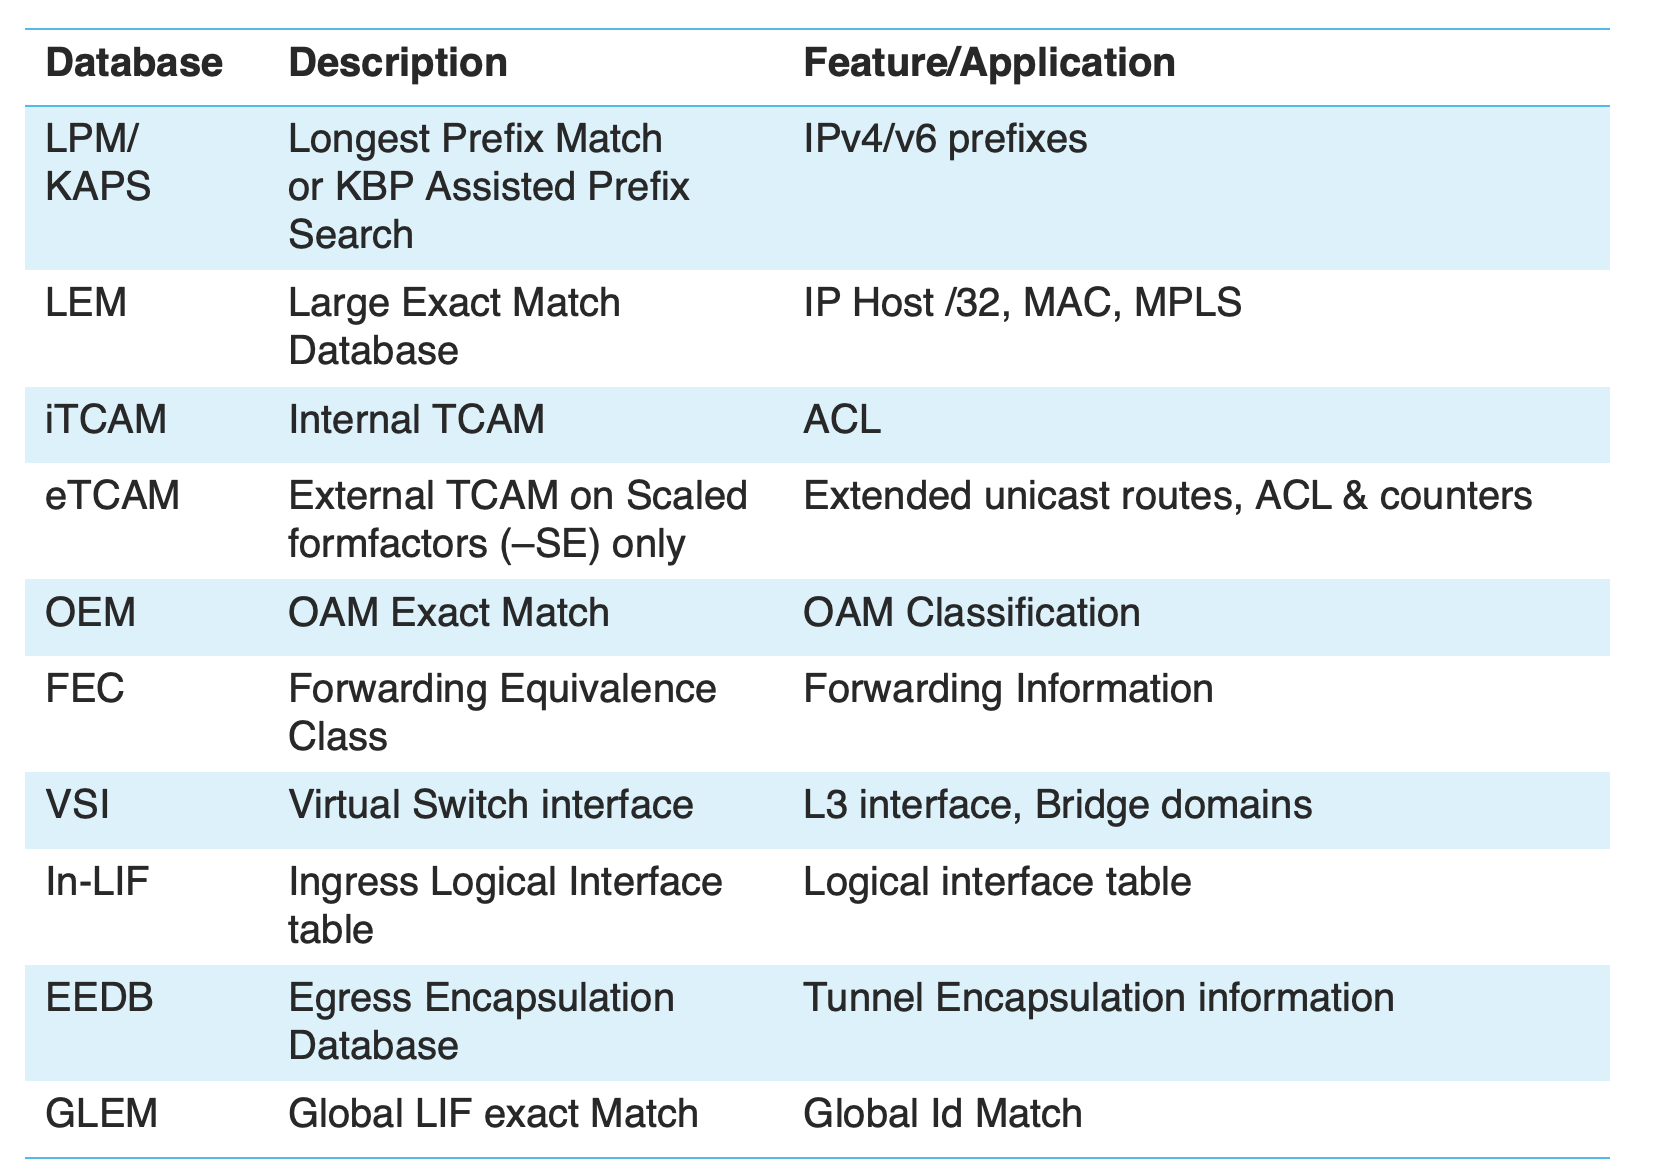 Database Description Feature/Application
LPM/ Longest Prefix Match IPv4/v6 prefixes
KAPS or KBP Assisted Prefix
Search
LEM Large Exact Match IP Host /32, MAC, MPLS
Database
iTCAM Internal TCAM ACL
eTCAM External TCAM on Scaled Extended unicast routes, ACL & counters
formfactors (–SE) only
OEM OAM Exact Match OAM Classification
FEC Forwarding Equivalence Forwarding Information
Class
VSI Virtual Switch interface L3 interface, Bridge domains
In-LIF Ingress Logical Interface Logical interface table
table
EEDB Egress Encapsulation Tunnel Encapsulation information
Database
GLEM Global LIF exact Match Global Id Match